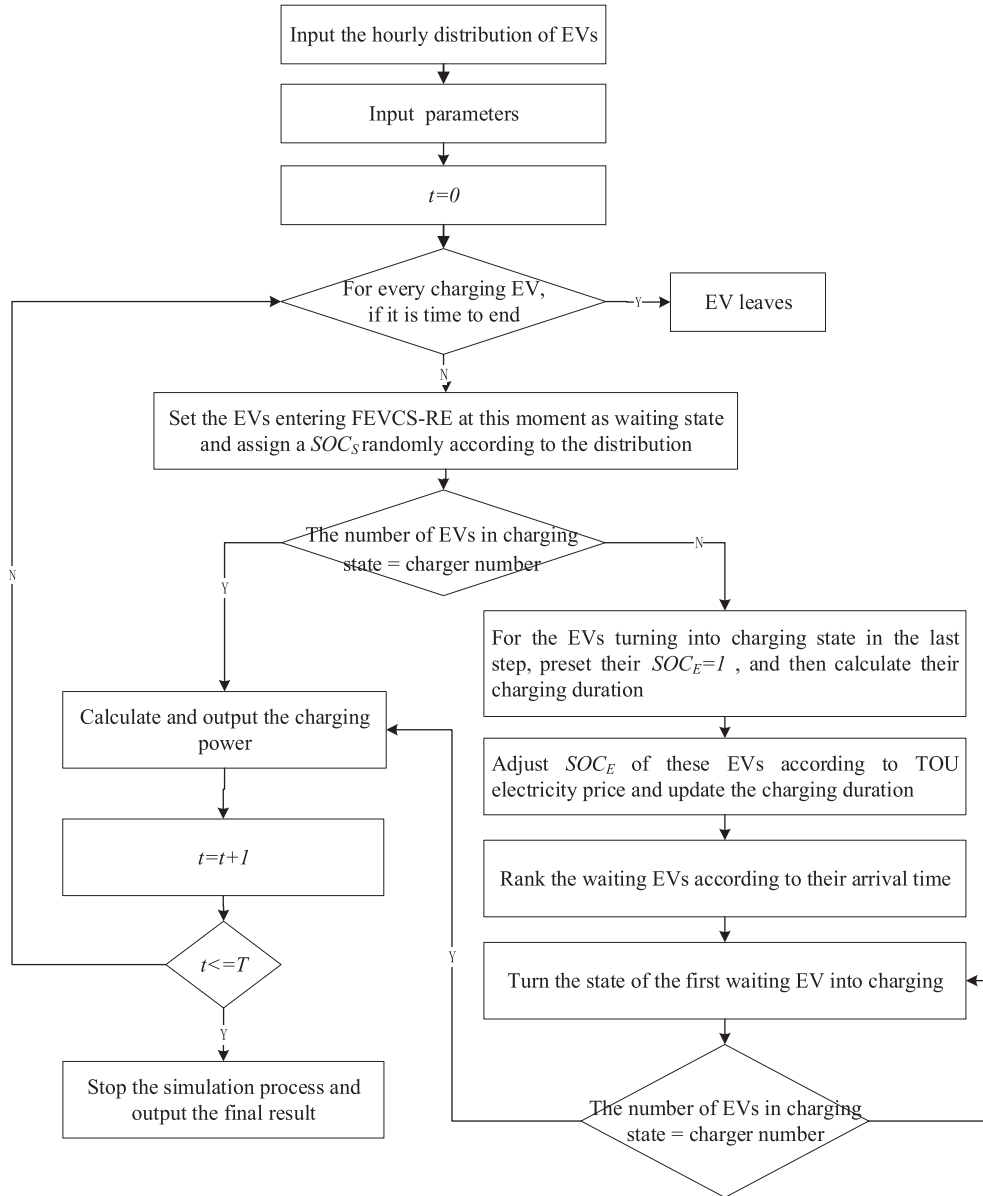 Input the hourly distribution of EVs
Input parameters
t=0
For every charging EV,
if it is time to end
Y
EV leaves
N
Set the EVs entering FEVCS-RE at this moment as waiting state
and assign a SOC_S randomly according to the distribution
The number of EVs in charging
state = charger number
N
Y
N
For the EVs turning into charging state in the last
step, preset their SOC_E=1 , and then calculate their
charging duration
Calculate and output the charging
power
Adjust SOC_E of these EVs according to TOU
electricity price and update the charging duration
t=t+1
Rank the waiting EVs according to their arrival time
t<=T
Y
Turn the state of the first waiting EV into charging
Y
Stop the simulation process and
output the final result
The number of EVs in charging
state = charger number